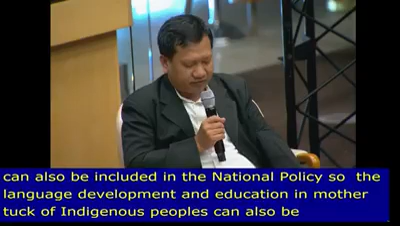 can also be included in the National Policy so  the
language development and education in mother
tuck of Indigenous peoples can also be